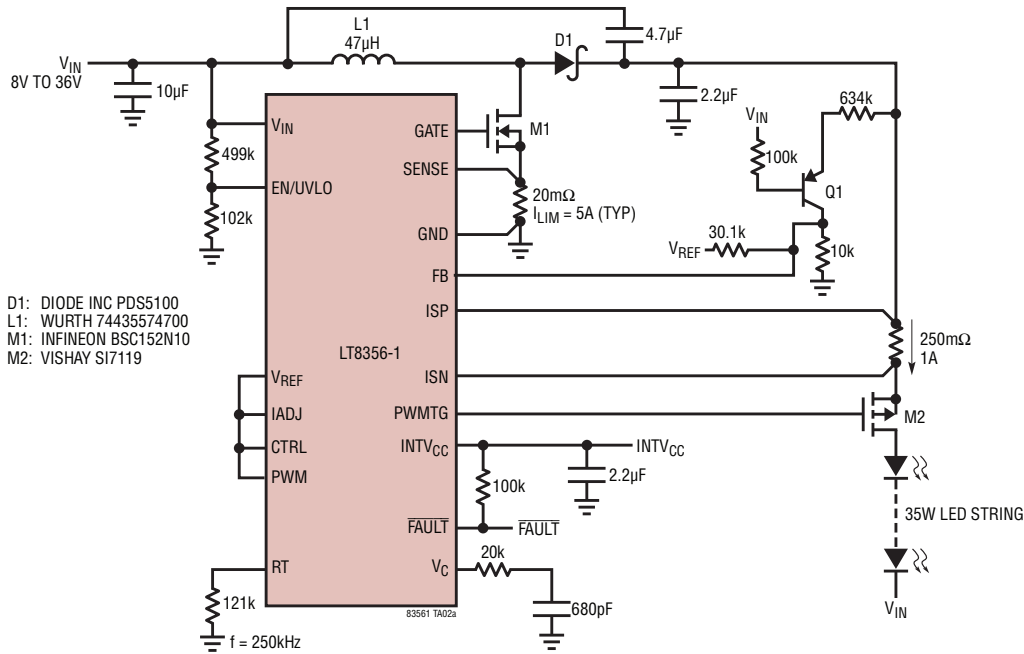 L1
47µH
4.7µF
D1
VIN
8V TO 36V
10µF
2.2µF
634k
VIN
100k
Q1
VIN
499k
EN/UVLO
102k
GATE
M1
SENSE
20mΩ
ILIM = 5A (TYP)
GND
30.1k
VREF
10k
FB
ISP
D1: DIODE INC PDS5100
L1: WURTH 74435574700
M1: INFINEON BSC152N10
M2: VISHAY SI7119
LT8356-1
250mΩ
1A
VREF
ISN
IADJ
PWMTG
M2
CTRL
INTVCC
INTVCC
PWM
100k
2.2µF
FAULT
FAULT
35W LED STRING
RT
VC
20k
121k
680pF
VIN
83561 TA02a
f = 250kHz